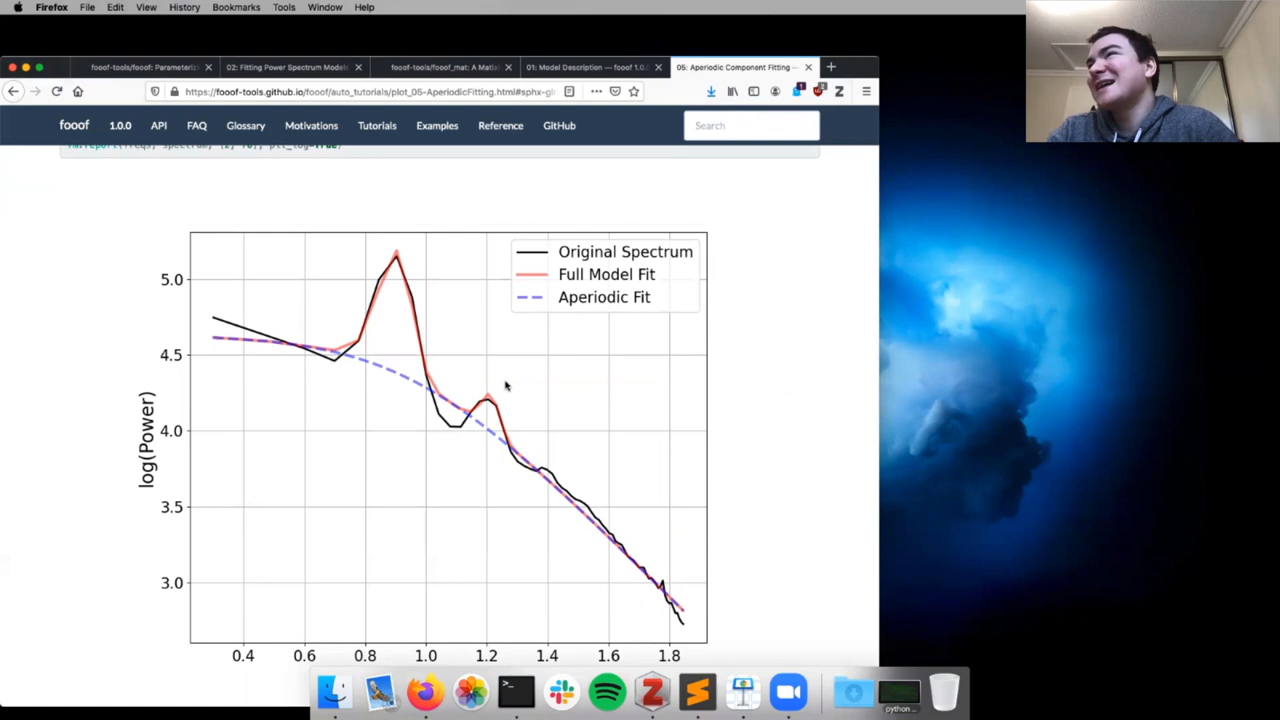 Firefox File Edit View History Bookmarks Tools Window Help
fooof-tools/fooof: Parameteriz
02: Fitting Power Spectrum Models
fooof-tools/fooof_mat: A Matla
01: Model Description — fooof 1.0.0
05: Aperiodic Component Fitting —
https://fooof-tools.github.io/fooof/auto_tutorials/plot_05-AperiodicFitting.html#sphx-gl
fooof 1.0.0 API FAQ Glossary Motivations Tutorials Examples Reference GitHub
Search
Original Spectrum
Full Model Fit
Aperiodic Fit
5.0
4.5
4.0
3.5
3.0
log(Power)
0.4 0.6 0.8 1.0 1.2 1.4 1.6 1.8
python ...